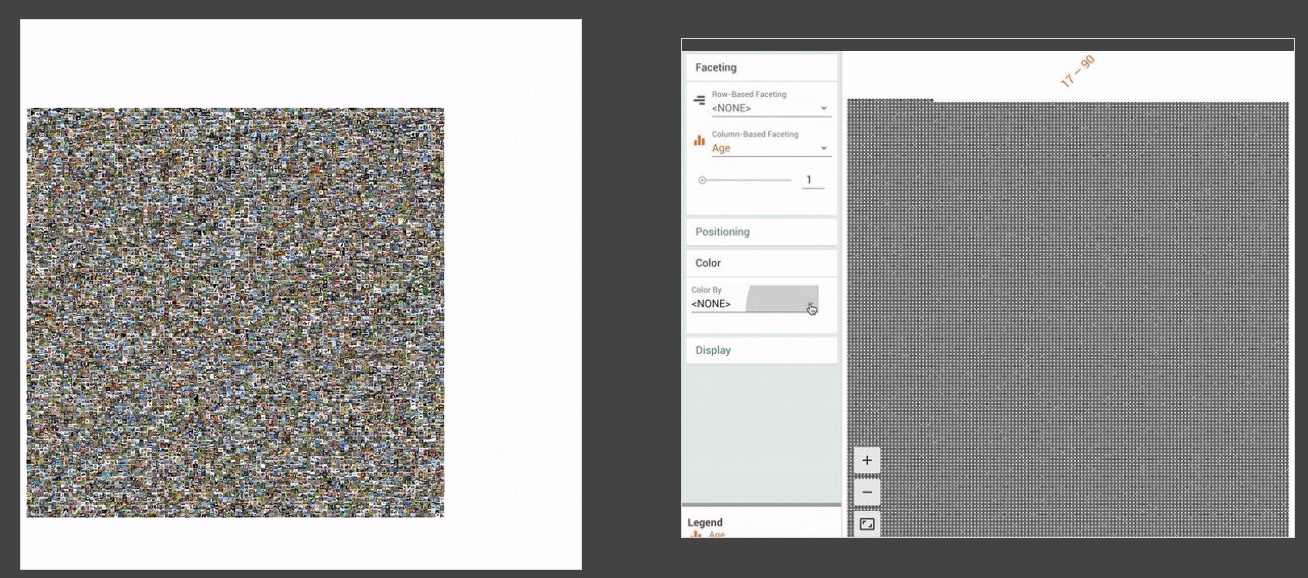 Faceting
17 – 90
Row-Based Faceting
<NONE>
Column-Based Faceting
Age
1
Positioning
Color
Color By
<NONE>
Display
+
−
Legend
Age